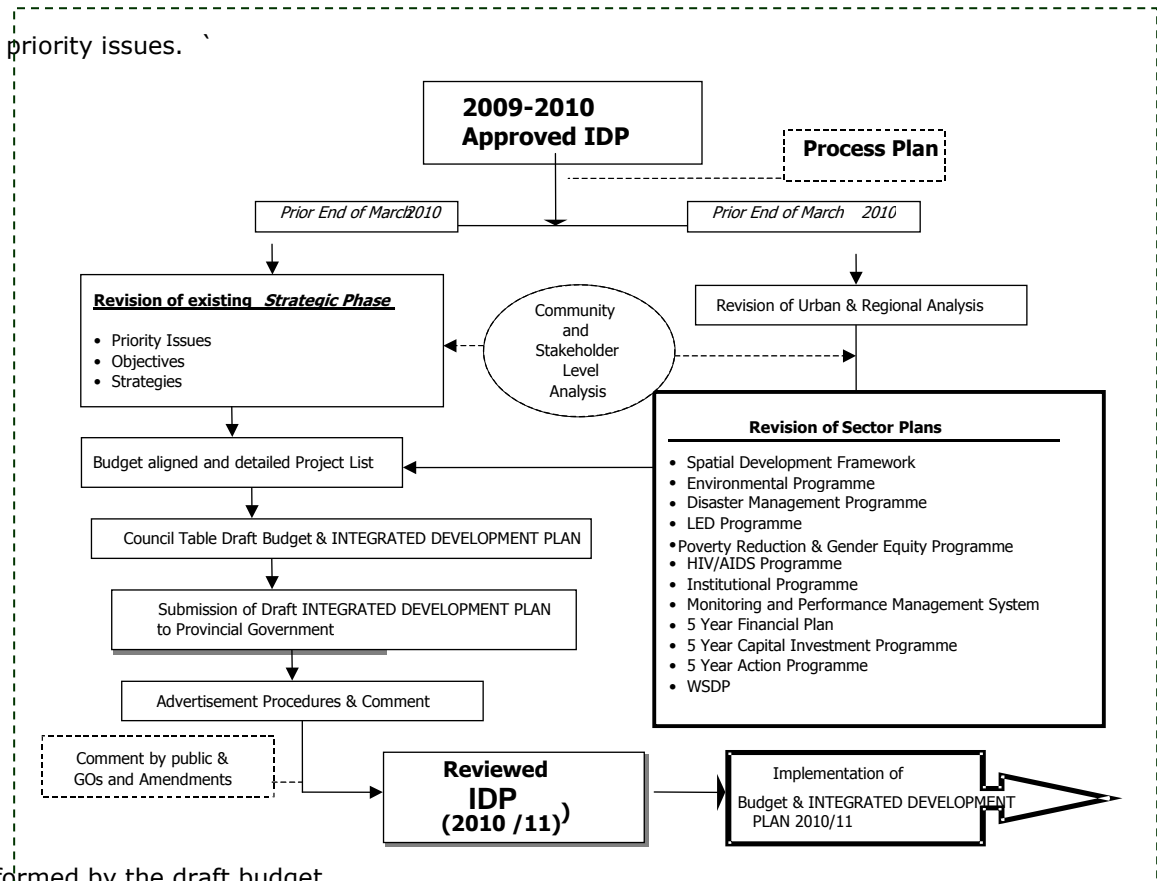 priority issues. `
2009-2010
Approved IDP
Process Plan
Prior End of March2010
Prior End of March 2010
Revision of existing Strategic Phase
• Priority Issues
• Objectives
• Strategies
Community
and
Stakeholder
Level
Analysis
Revision of Urban & Regional Analysis
Revision of Sector Plans
• Spatial Development Framework
• Environmental Programme
• Disaster Management Programme
• LED Programme
•Poverty Reduction & Gender Equity Programme
• HIV/AIDS Programme
• Institutional Programme
• Monitoring and Performance Management System
• 5 Year Financial Plan
• 5 Year Capital Investment Programme
• 5 Year Action Programme
• WSDP
Budget aligned and detailed Project List
Council Table Draft Budget & INTEGRATED DEVELOPMENT PLAN
Submission of Draft INTEGRATED DEVELOPMENT PLAN
to Provincial Government
Advertisement Procedures & Comment
Comment by public &
GOs and Amendments
Reviewed
IDP
(2010 /11))
Implementation of
Budget & INTEGRATED DEVELOPMENT
PLAN 2010/11
formed by the draft budget